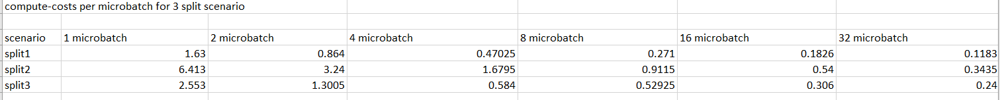 compute-costs per microbatch for 3 split scenario
scenario 1 microbatch 2 microbatch 4 microbatch 8 microbatch 16 microbatch 32 microbatch
split1 1.63 0.864 0.47025 0.271 0.1826 0.1183
split2 6.413 3.24 1.6795 0.9115 0.54 0.3435
split3 2.553 1.3005 0.584 0.52925 0.306 0.24